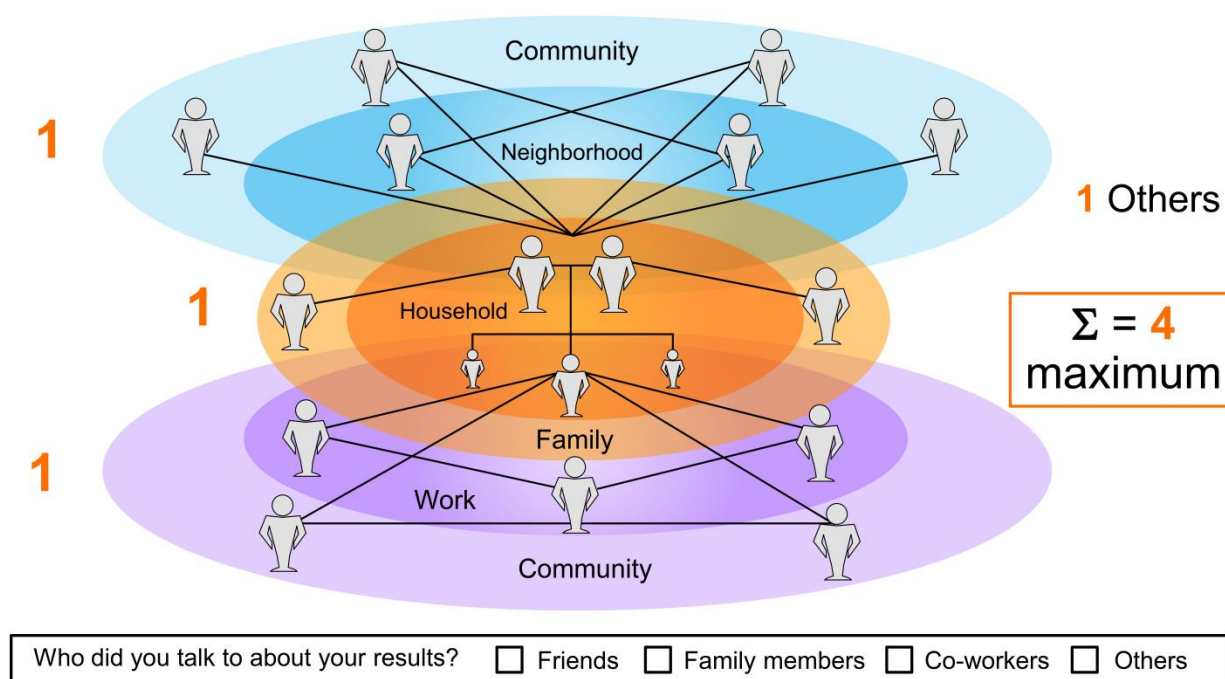 Community
1
Neighborhood
1 Others
1
Household
Σ = 4
maximum
Family
1
Work
Community
Who did you talk to about your results? Friends Family members Co-workers Others